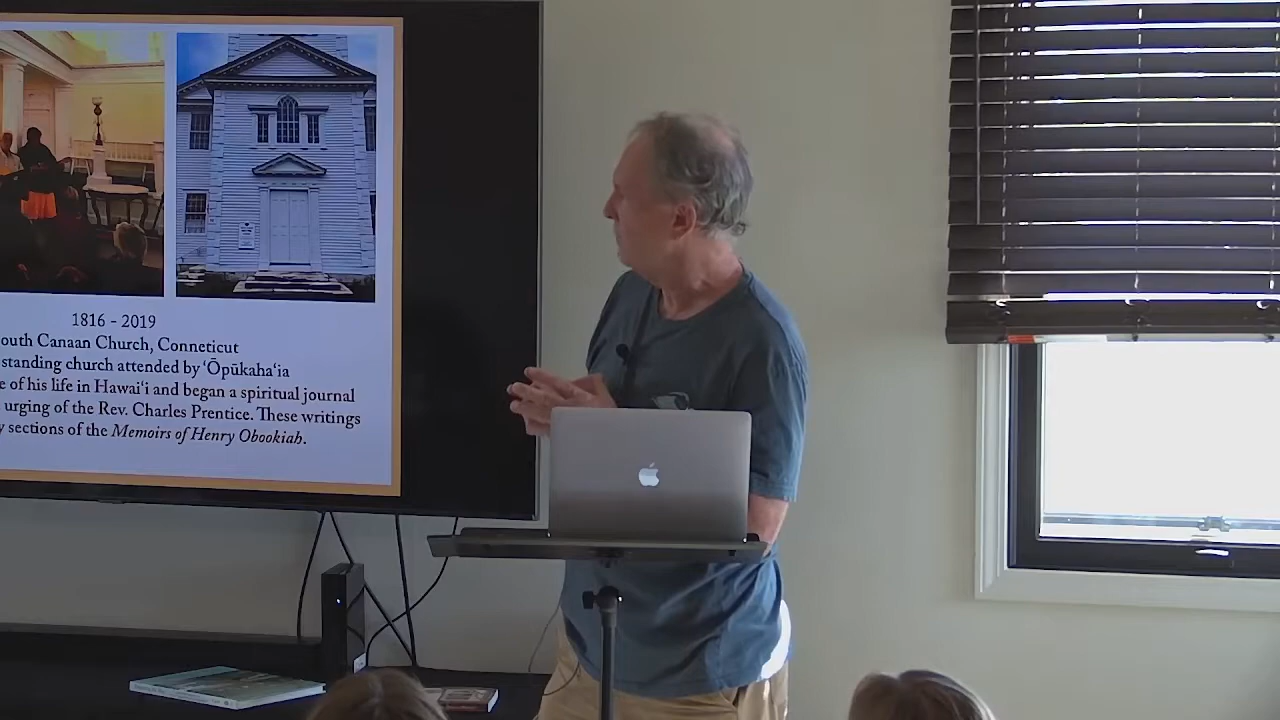 1816 - 2019
outh Canaan Church, Conneticut
standing church attended by ʻŌpūkahaʻia
e of his life in Hawaiʻi and began a spiritual journal
urging of the Rev. Charles Prentice. These writings
y sections of the Memoirs of Henry Obookiah.